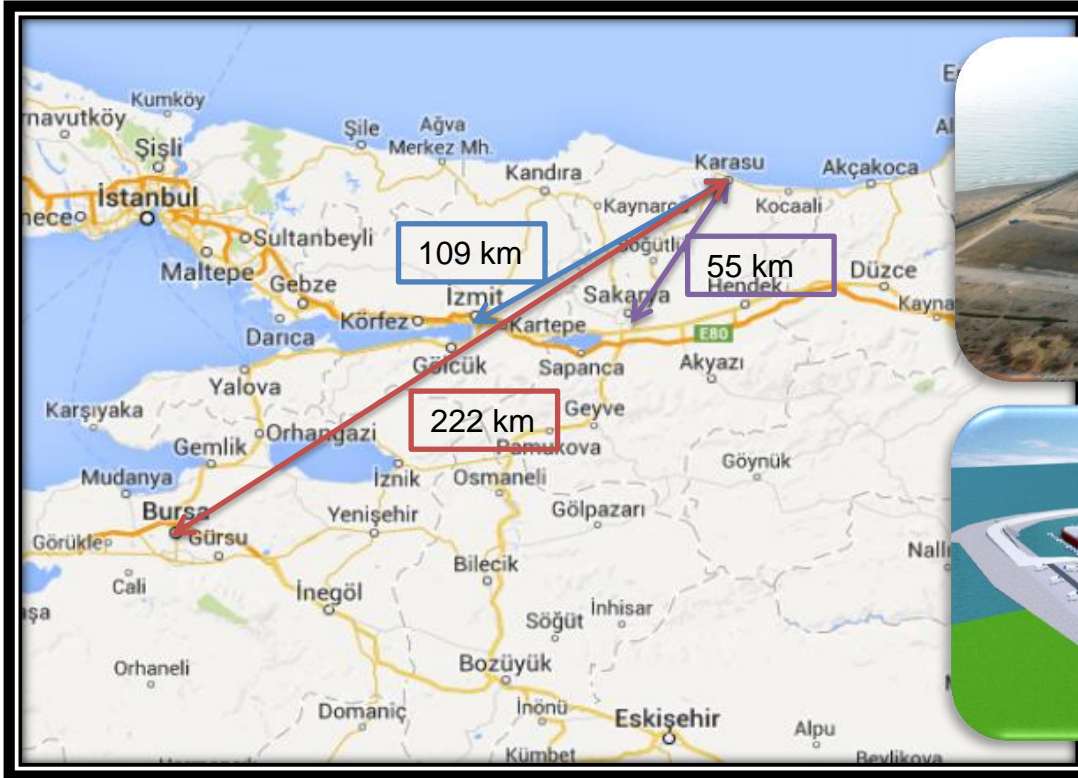 Kumköy
rnavutköy
Şişli
Şile
Ağva
Merkez Mh.
Kandıra
Karasu
Akçakoca
İstanbul
Kaynarca
Kocaali
Sultanbeyli
109 km
55 km
Maltepe
Gebze
İzmit
Sakarya
Hendek
Düzce
Körfez
Kartepe
E80
Darıca
Gölcük
Sapanca
Akyazı
Yalova
Karşıyaka
222 km
Geyve
Gemlik
Orhangazi
Pamukova
Göynük
Mudanya
İznik
Osmaneli
Bursa
Yenişehir
Gölpazarı
Görükle
Gürsu
Bilecik
Cali
İnegöl
Söğüt
İnhisar
Orhaneli
Bozüyük
Domaniç
İnönü
Eskişehir
Alpu
Kümbet
Beylikova